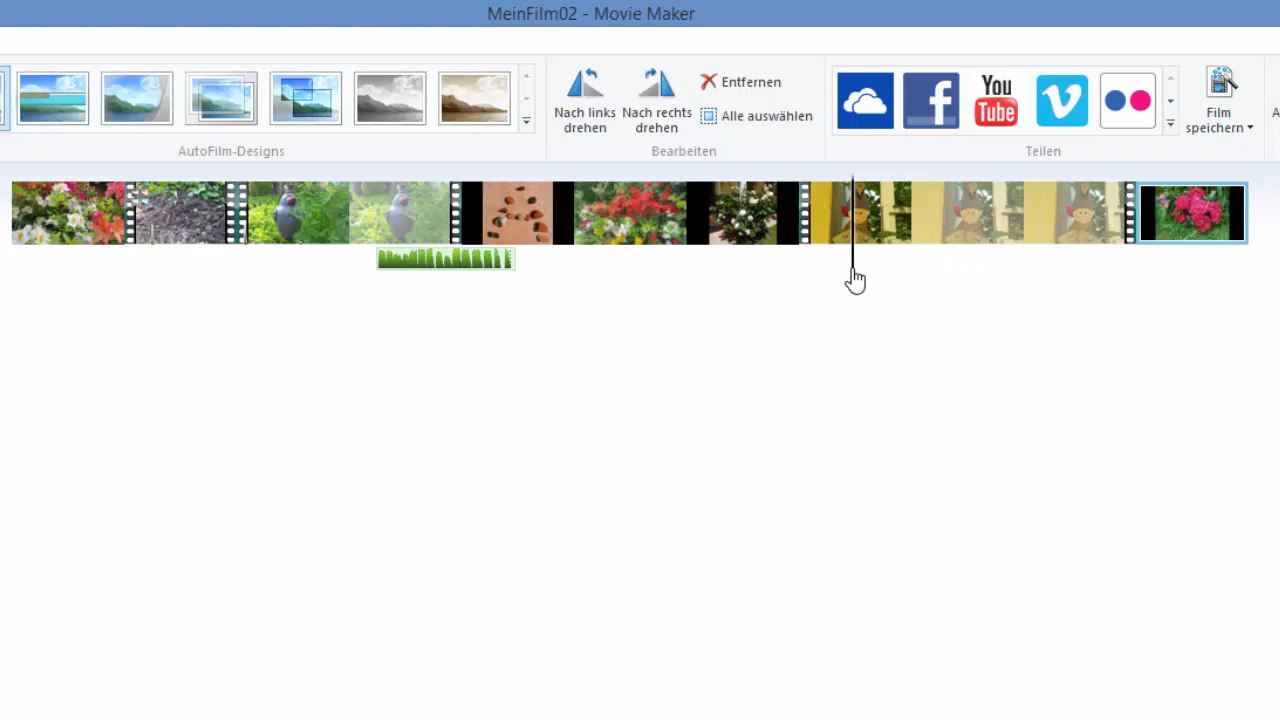 MeinFilm02 - Movie Maker
Nach links
drehen
Nach rechts
drehen
Entfernen
Alle auswählen
f
You
Tube
V
Film
speichern
A
AutoFilm-Designs
Bearbeiten
Teilen